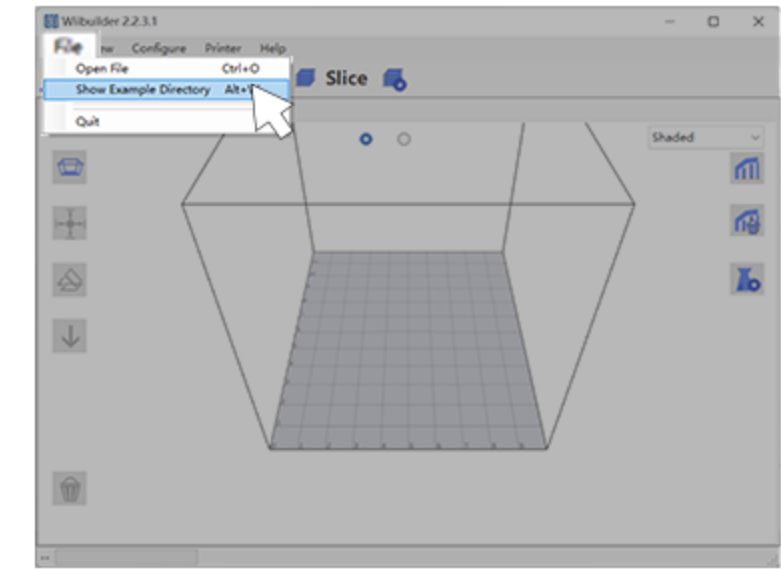 Wiibuilder 2.2.3.1
File Configure Printer Help
Open File Ctrl+O
Show Example Directory
Quit
Slice
Shaded